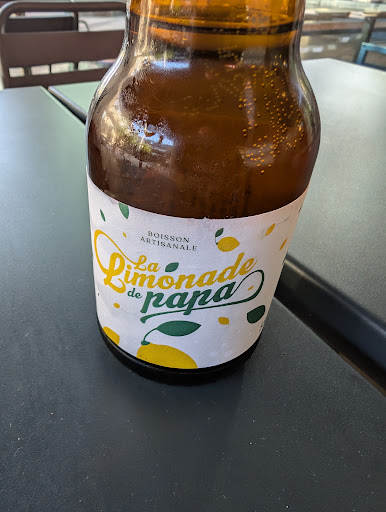 BOISSON
ARTISANALE
La
Limonade
de papa